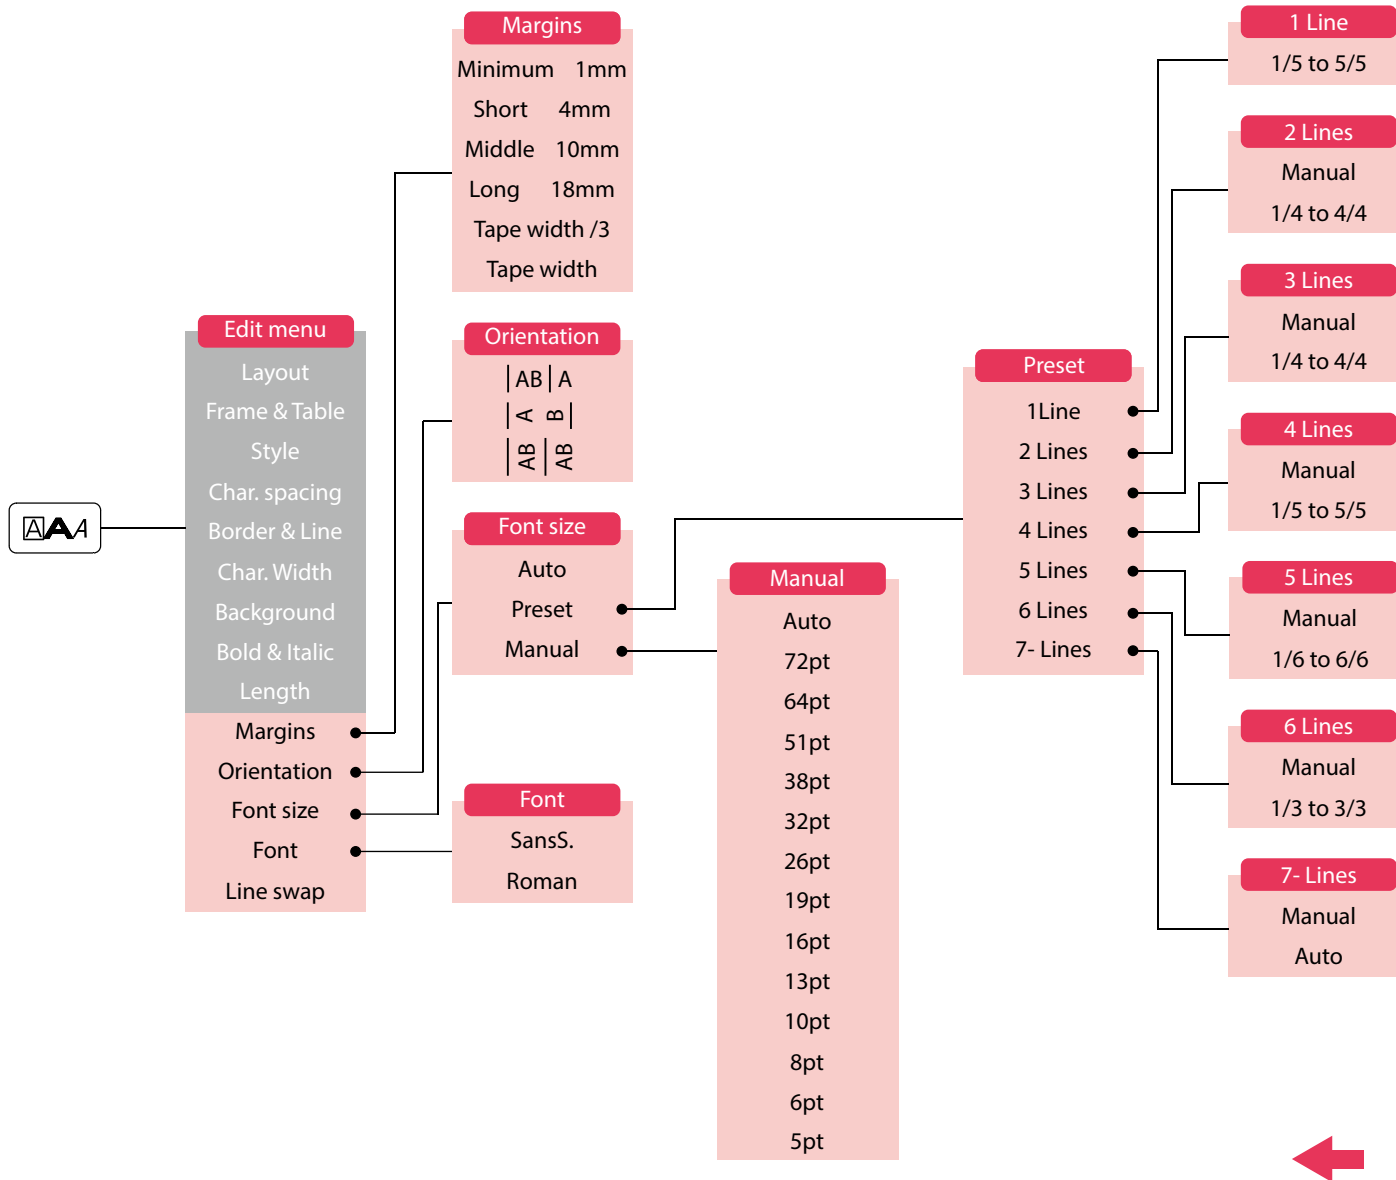 AAA
Edit menu
Layout
Frame & Table
Style
Char. spacing
Border & Line
Char. Width
Background
Bold & Italic
Length
Margins
Orientation
Font size
Font
Line swap
Margins
Minimum 1mm
Short 4mm
Middle 10mm
Long 18mm
Tape width /3
Tape width
Orientation
AB A
A B
AB AB
Font size
Auto
Preset
Manual
Font
SansS.
Roman
Manual
Auto
72pt
64pt
51pt
38pt
32pt
26pt
19pt
16pt
13pt
10pt
8pt
6pt
5pt
Preset
1Line
2 Lines
3 Lines
4 Lines
5 Lines
6 Lines
7- Lines
1 Line
1/5 to 5/5
2 Lines
Manual
1/4 to 4/4
3 Lines
Manual
1/4 to 4/4
4 Lines
Manual
1/5 to 5/5
5 Lines
Manual
1/6 to 6/6
6 Lines
Manual
1/3 to 3/3
7- Lines
Manual
Auto